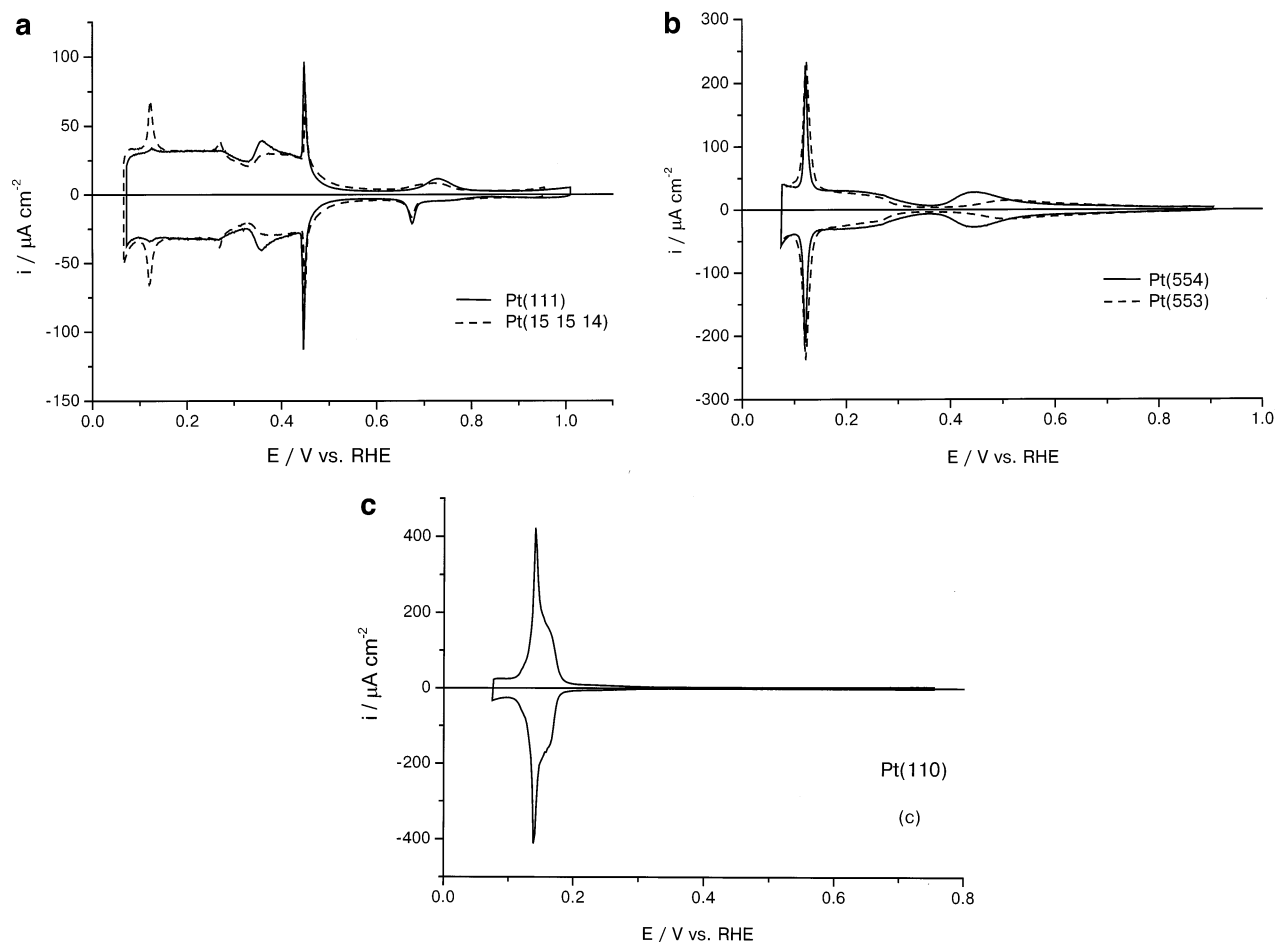 a
100
50
0
-50
-100
-150
i / μA cm-2
0.0 0.2 0.4 0.6 0.8 1.0
E / V vs. RHE
Pt(111)
Pt(15 15 14)
b
300
200
100
0
-100
-200
-300
i / μA cm-2
0.0 0.2 0.4 0.6 0.8 1.0
E / V vs. RHE
Pt(554)
Pt(553)
c
400
200
0
-200
-400
i / μA cm-2
0.0 0.2 0.4 0.6 0.8
E / V vs. RHE
Pt(110)
(c)